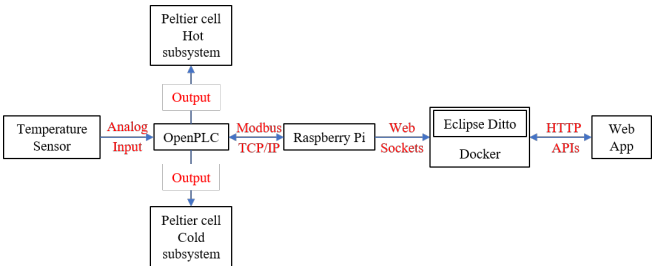 Peltier cell
Hot
subsystem
Output
Temperature
Sensor
Analog
Input
OpenPLC
Modbus
TCP/IP
Raspberry Pi
Web
Sockets
Eclipse Ditto
Docker
HTTP
APIs
Web
App
Output
Peltier cell
Cold
subsystem